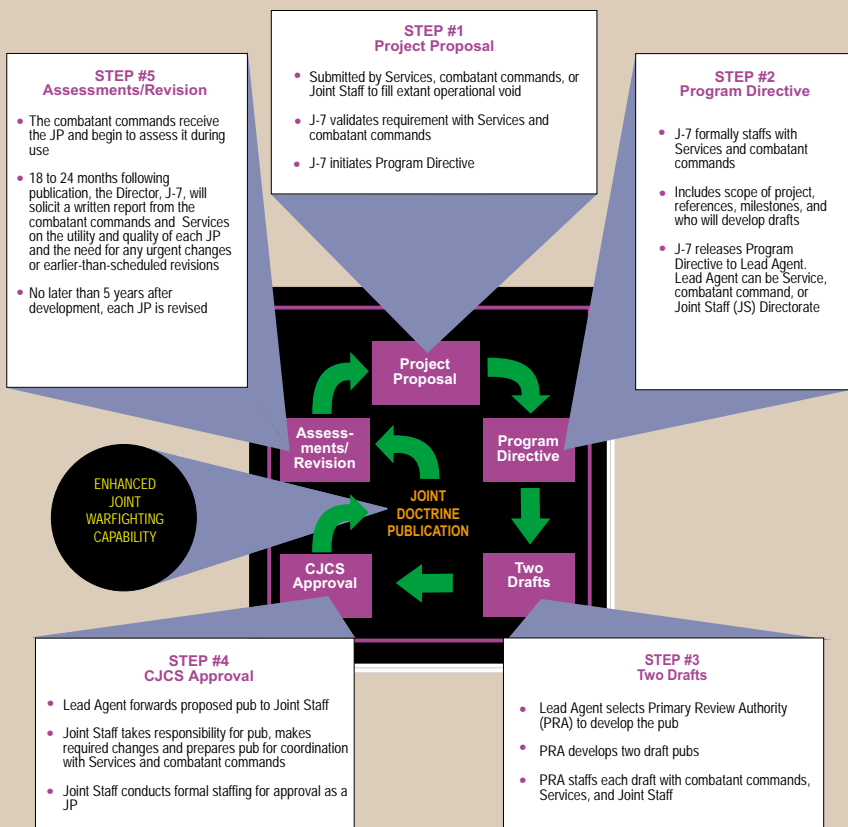 STEP #1
Project Proposal
• Submitted by Services, combatant commands, or
Joint Staff to fill extant operational void
• J-7 validates requirement with Services and
combatant commands
• J-7 initiates Program Directive
STEP #5
Assessments/Revision
• The combatant commands receive
the JP and begin to assess it during
use
• 18 to 24 months following
publication, the Director, J-7, will
solicit a written report from the
combatant commands and Services
on the utility and quality of each JP
and the need for any urgent changes
or earlier-than-scheduled revisions
• No later than 5 years after
development, each JP is revised
STEP #2
Program Directive
• J-7 formally staffs with
Services and combatant
commands
• Includes scope of project,
references, milestones, and
who will develop drafts
• J-7 releases Program
Directive to Lead Agent.
Lead Agent can be Service,
combatant command, or
Joint Staff (JS) Directorate
Project
Proposal
Assess-
ments/
Revision
Program
Directive
ENHANCED
JOINT
WARFIGHTING
CAPABILITY
JOINT
DOCTRINE
PUBLICATION
CJCS
Approval
Two
Drafts
STEP #4
CJCS Approval
• Lead Agent forwards proposed pub to Joint Staff
• Joint Staff takes responsibility for pub, makes
required changes and prepares pub for coordination
with Services and combatant commands
• Joint Staff conducts formal staffing for approval as a
JP
STEP #3
Two Drafts
• Lead Agent selects Primary Review Authority
(PRA) to develop the pub
• PRA develops two draft pubs
• PRA staffs each draft with combatant commands,
Services, and Joint Staff